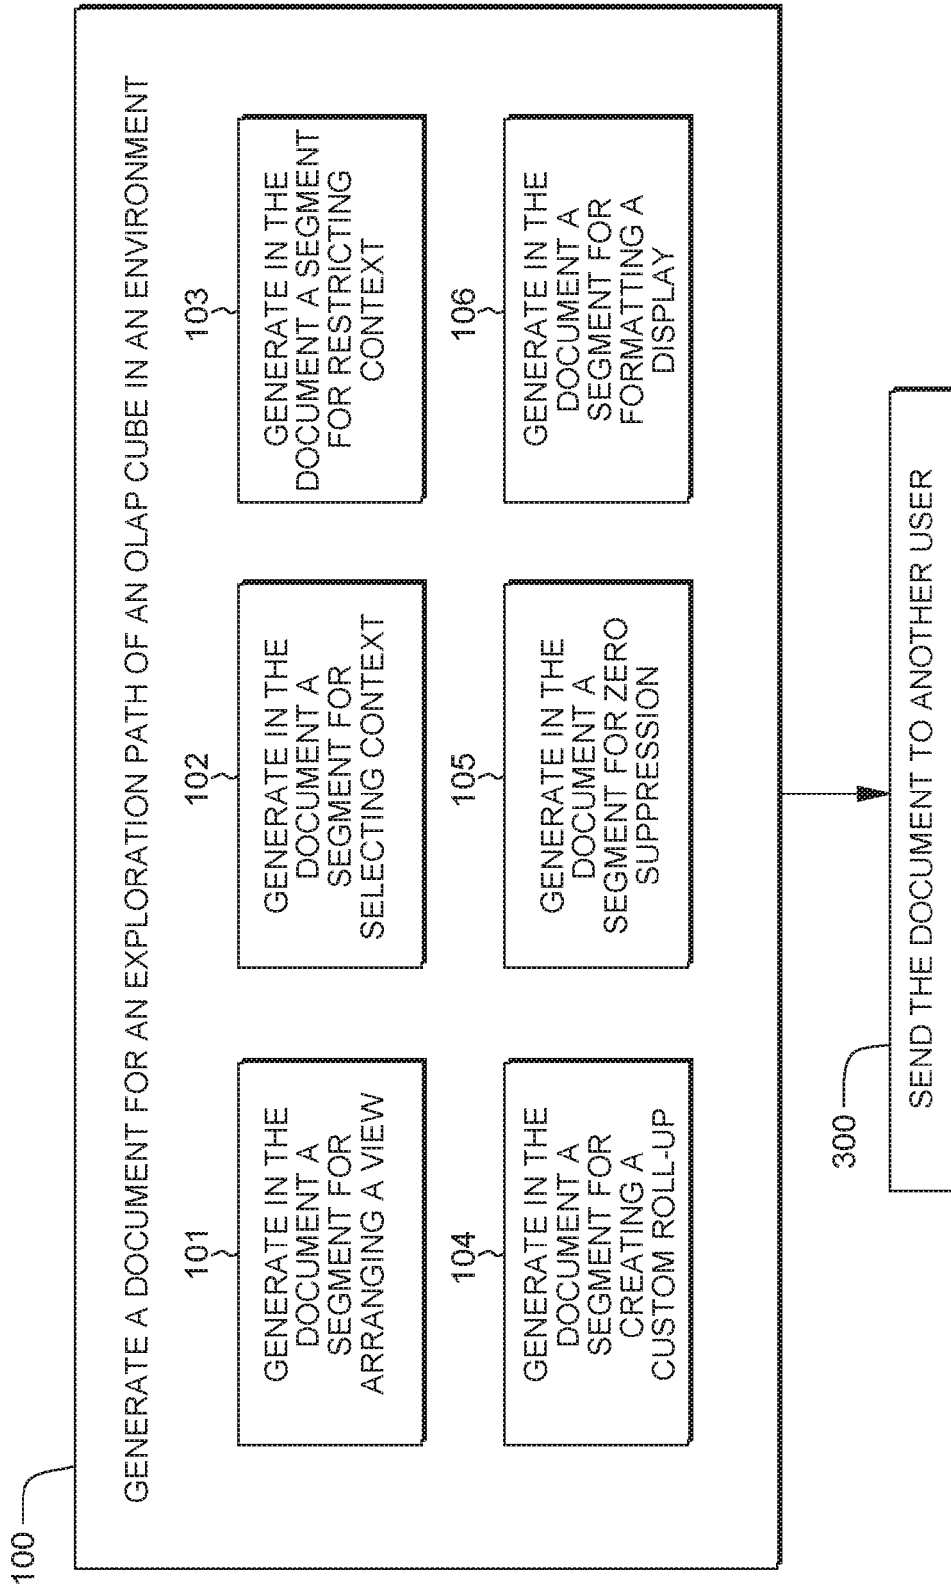 100
GENERATE A DOCUMENT FOR AN EXPLORATION PATH OF AN OLAP CUBE IN AN ENVIRONMENT
101
GENERATE IN THE
DOCUMENT A
SEGMENT FOR
ARRANGING A VIEW
102
GENERATE IN THE
DOCUMENT A
SEGMENT FOR
SELECTING CONTEXT
103
GENERATE IN THE
DOCUMENT A SEGMENT
FOR RESTRICTING
CONTEXT
104
GENERATE IN THE
DOCUMENT A
SEGMENT FOR
CREATING A
CUSTOM ROLL-UP
105
GENERATE IN THE
DOCUMENT A
SEGMENT FOR ZERO
SUPPRESSION
106
GENERATE IN THE
DOCUMENT A
SEGMENT FOR
FORMATTING A
DISPLAY
300
SEND THE DOCUMENT TO ANOTHER USER